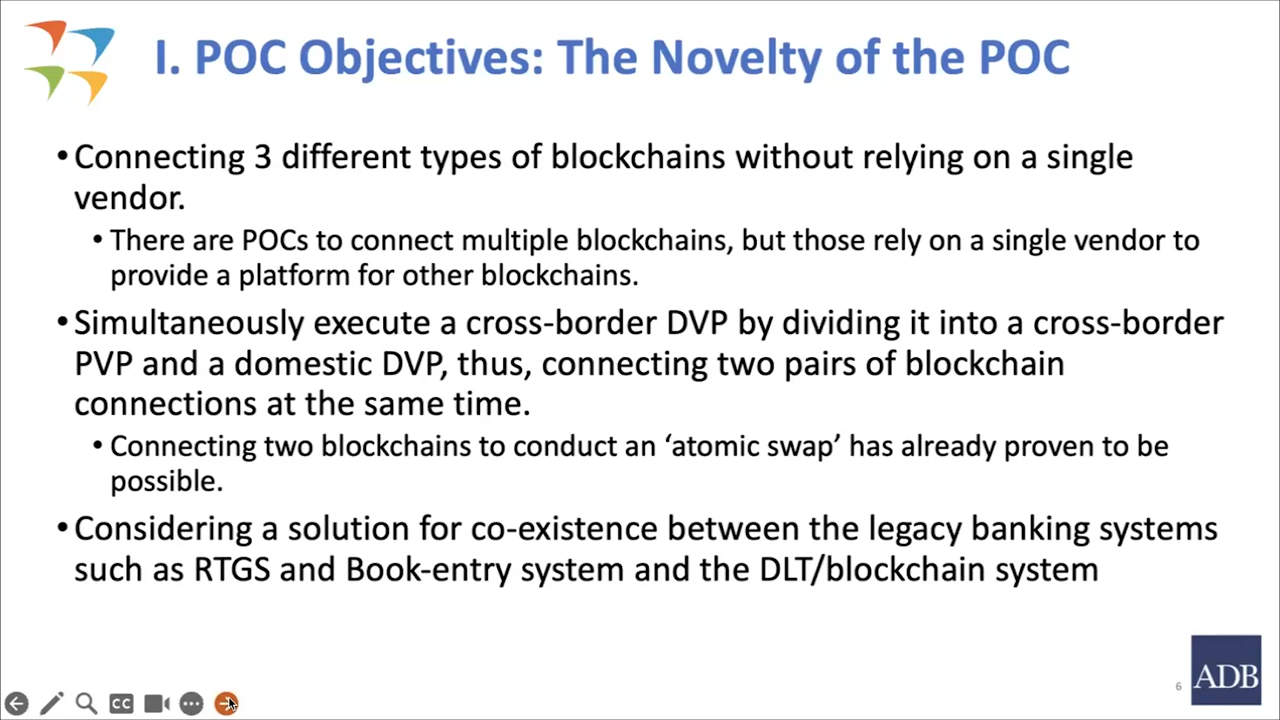 I. POC Objectives: The Novelty of the POC
•Connecting 3 different types of blockchains without relying on a single
vendor.
•There are POCs to connect multiple blockchains, but those rely on a single vendor to
provide a platform for other blockchains.
•Simultaneously execute a cross-border DVP by dividing it into a cross-border
PVP and a domestic DVP, thus, connecting two pairs of blockchain
connections at the same time.
•Connecting two blockchains to conduct an ‘atomic swap’ has already proven to be
possible.
•Considering a solution for co-existence between the legacy banking systems
such as RTGS and Book-entry system and the DLT/blockchain system
6
ADB
CC